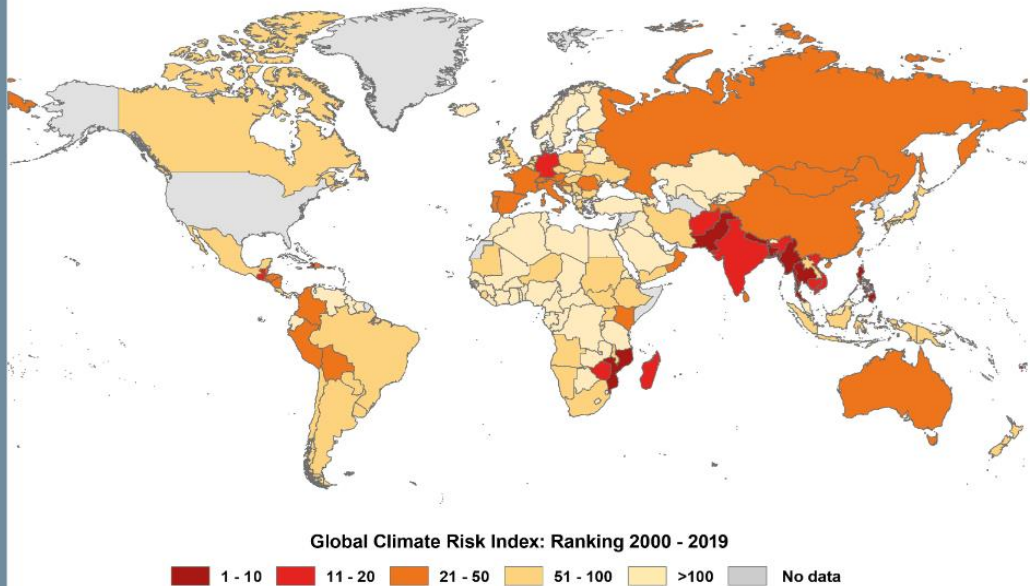 Global Climate Risk Index: Ranking 2000 - 2019
1 - 10 11 - 20 21 - 50 51 - 100 >100 No data